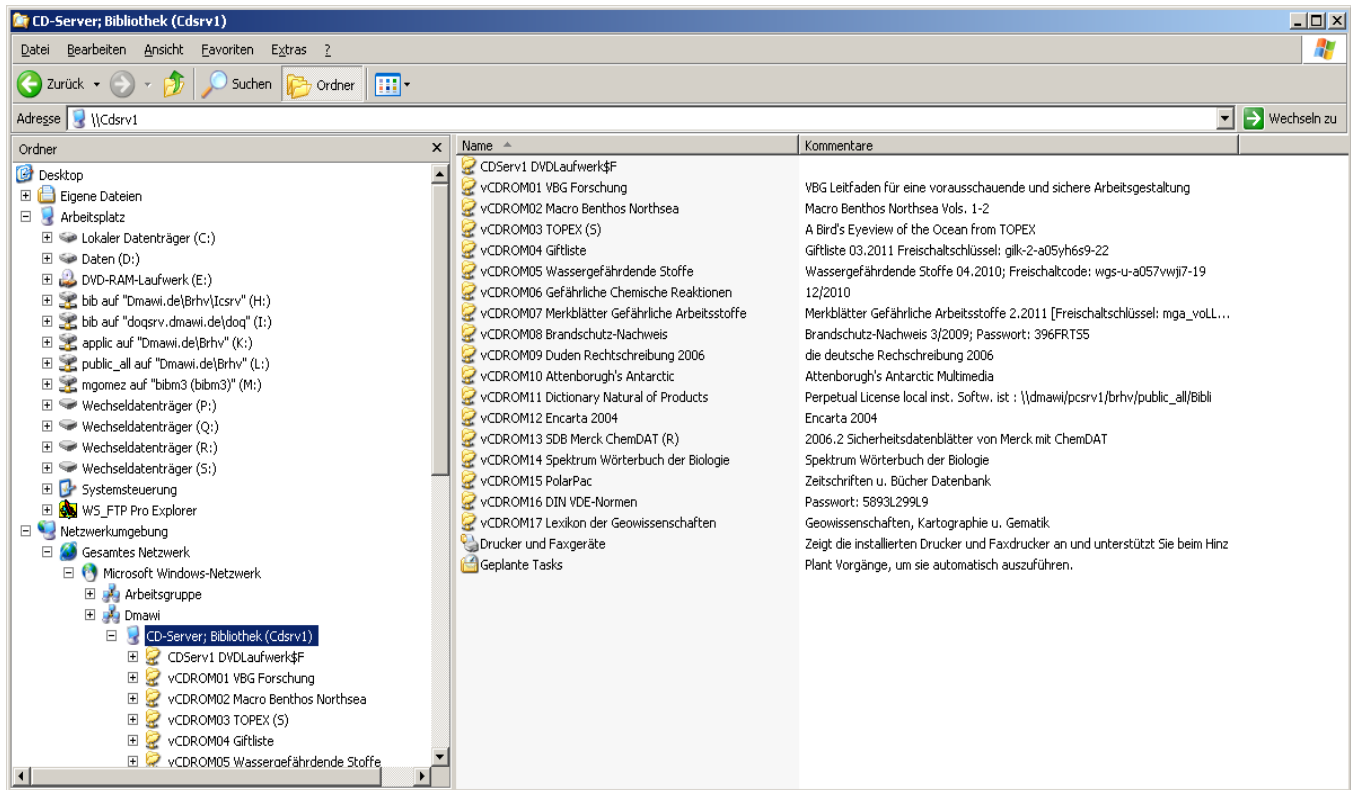 CD-Server; Bibliothek (Cdsrv1)
Datei Bearbeiten Ansicht Favoriten Extras ?
Zurück Suchen Ordner
Adresse \\Cdsrv1 Wechseln zu
Ordner
Desktop
Eigene Dateien
Arbeitsplatz
Lokaler Datenträger (C:)
Daten (D:)
DVD-RAM-Laufwerk (E:)
bib auf "Dmawi.de\Brhv\Icsrv" (H:)
bib auf "doqsrv.dmawi.de\doq" (I:)
applic auf "Dmawi.de\Brhv" (K:)
public_all auf "Dmawi.de\Brhv" (L:)
mgomez auf "bibm3 (bibm3)" (M:)
Wechseldatenträger (P:)
Wechseldatenträger (Q:)
Wechseldatenträger (R:)
Wechseldatenträger (S:)
Systemsteuerung
WS_FTP Pro Explorer
Netzwerkumgebung
Gesamtes Netzwerk
Microsoft Windows-Netzwerk
Arbeitsgruppe
Dmawi
CD-Server; Bibliothek (Cdsrv1)
CDServ1 DVDLaufwerk$F
vCDROM01 VBG Forschung
vCDROM02 Macro Benthos Northsea
vCDROM03 TOPEX (S)
vCDROM04 Giftliste
vCDROM05 Wassergefährdende Stoffe
Name Kommentare
CDServ1 DVDLaufwerk$F
vCDROM01 VBG Forschung VBG Leitfaden für eine vorausschauende und sichere Arbeitsgestaltung
vCDROM02 Macro Benthos Northsea Macro Benthos Northsea Vols. 1-2
vCDROM03 TOPEX (S) A Bird's Eyeview of the Ocean from TOPEX
vCDROM04 Giftliste Giftliste 03.2011 Freischaltschlüssel: gilk-2-a05yh6s9-22
vCDROM05 Wassergefährdende Stoffe Wassergefährdende Stoffe 04.2010; Freischaltcode: wgs-u-a057vwji7-19
vCDROM06 Gefährliche Chemische Reaktionen 12/2010
vCDROM07 Merkblätter Gefährliche Arbeitsstoffe Merkblätter Gefährliche Arbeitsstoffe 2.2011 [Freischaltschlüssel: mga_voLL...
vCDROM08 Brandschutz-Nachweis Brandschutz-Nachweis 3/2009; Passwort: 396FRTS5
vCDROM09 Duden Rechtschreibung 2006 die deutsche Rechschreibung 2006
vCDROM10 Attenborugh's Antarctic Attenborugh's Antarctic Multimedia
vCDROM11 Dictionary Natural of Products Perpetual License local inst. Softw. ist : \\dmawi/pcsrv1/brhv/public_all/Bibli
vCDROM12 Encarta 2004 Encarta 2004
vCDROM13 SDB Merck ChemDAT (R) 2006.2 Sicherheitsdatenblätter von Merck mit ChemDAT
vCDROM14 Spektrum Wörterbuch der Biologie Spektrum Wörterbuch der Biologie
vCDROM15 PolarPac Zeitschriften u. Bücher Datenbank
vCDROM16 DIN VDE-Normen Passwort: 5893L299L9
vCDROM17 Lexikon der Geowissenschaften Geowissenschaften, Kartographie u. Gematik
Drucker und Faxgeräte Zeigt die installierten Drucker und Faxdrucker an und unterstützt Sie beim Hinz
Geplante Tasks Plant Vorgänge, um sie automatisch auszuführen.